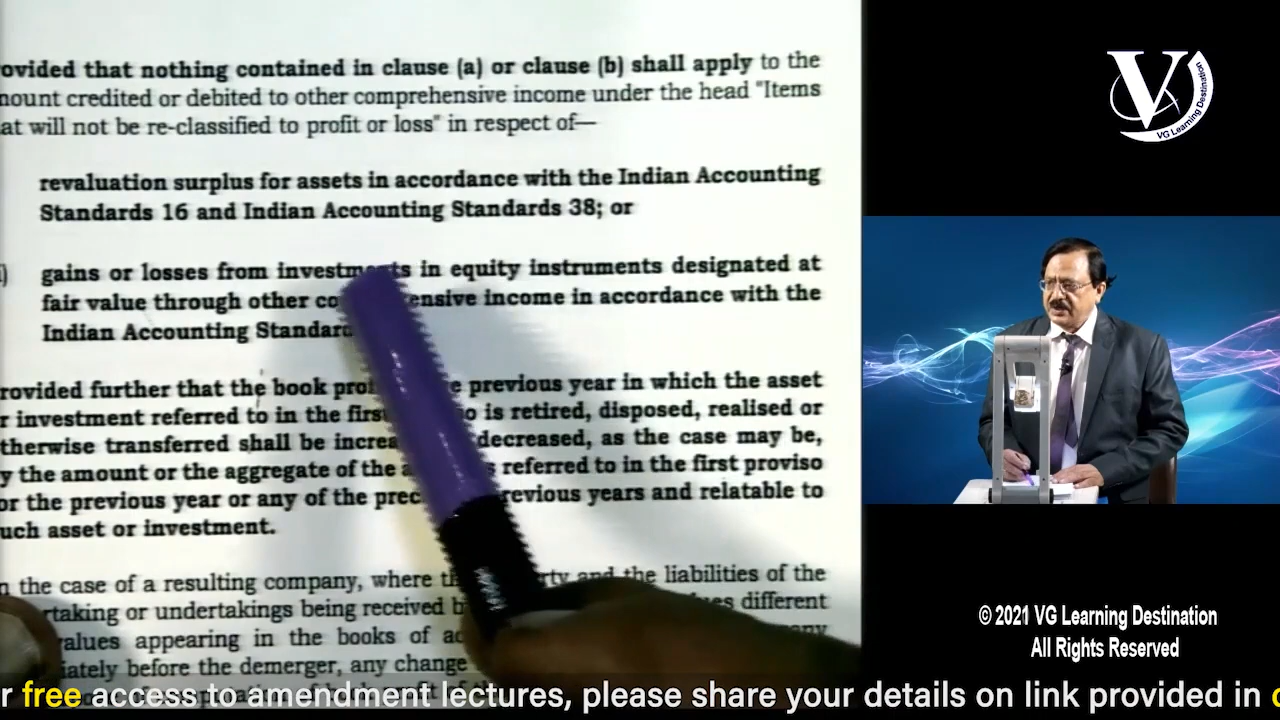 ovided that nothing contained in clause (a) or clause (b) shall apply to the
mount credited or debited to other comprehensive income under the head "Items
at will not be re-classified to profit or loss" in respect of—
revaluation surplus for assets in accordance with the Indian Accounting
Standards 16 and Indian Accounting Standards 38; or
) gains or losses from investments in equity instruments designated at
fair value through other co ensive income in accordance with the
Indian Accounting Standard
rovided further that the book pro e previous year in which the asset
r investment referred to in the firs o is retired, disposed, realised or
therwise transferred shall be increa decreased, as the case may be,
y the amount or the aggregate of the a s referred to in the first proviso
or the previous year or any of the prec revious years and relatable to
uch asset or investment.
n the case of a resulting company, where th rty and the liabilities of the
rtaking or undertakings being received b ues different
values appearing in the books of ac any
iately before the demerger, any change
V
VG Learning Destination
© 2021 VG Learning Destination
All Rights Reserved
r free access to amendment lectures, please share your details on link provided in